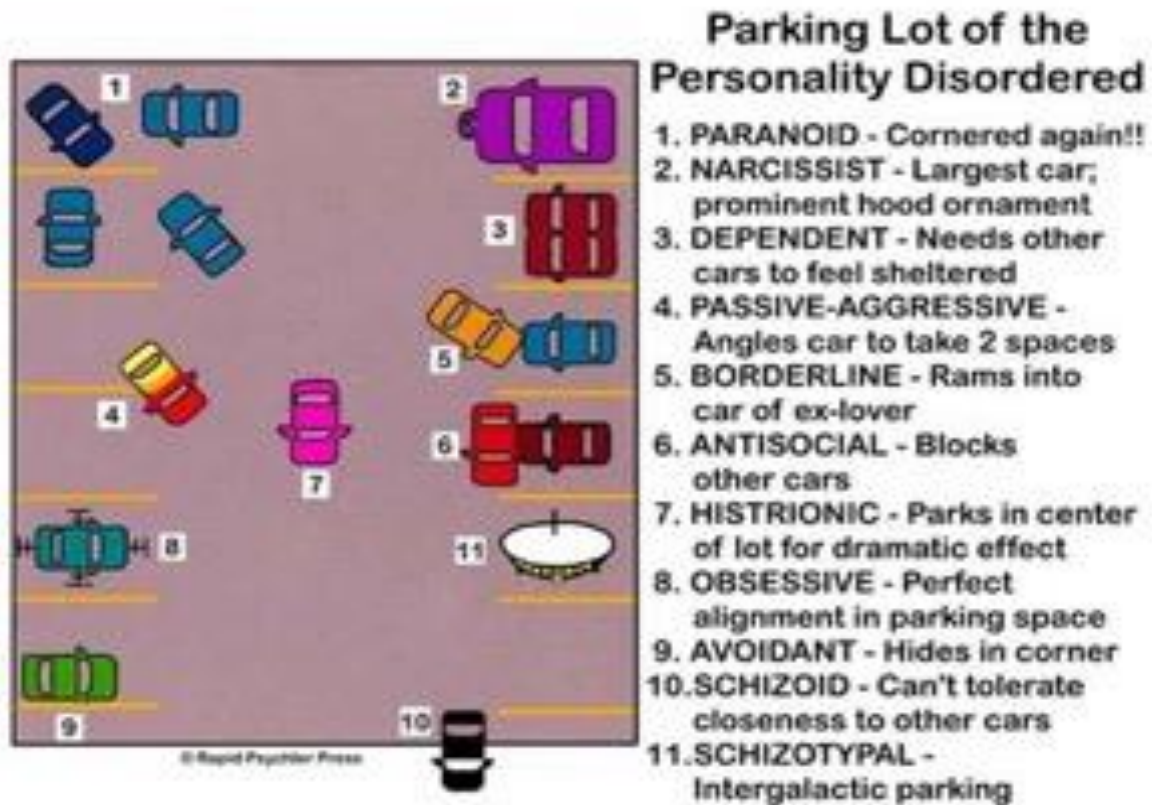 Parking Lot of the
Personality Disordered
1. PARANOID - Cornered again!!
2. NARCISSIST - Largest car;
prominent hood ornament
3. DEPENDENT - Needs other
cars to feel sheltered
4. PASSIVE-AGGRESSIVE -
Angles car to take 2 spaces
5. BORDERLINE - Rams into
car of ex-lover
6. ANTISOCIAL - Blocks
other cars
7. HISTRIONIC - Parks in center
of lot for dramatic effect
8. OBSESSIVE - Perfect
alignment in parking space
9. AVOIDANT - Hides in corner
10.SCHIZOID - Can't tolerate
closeness to other cars
11.SCHIZOTYPAL -
Intergalactic parking
1
2
3
4
5
6
7
8
11
9
10
© Rapid Psychler Press